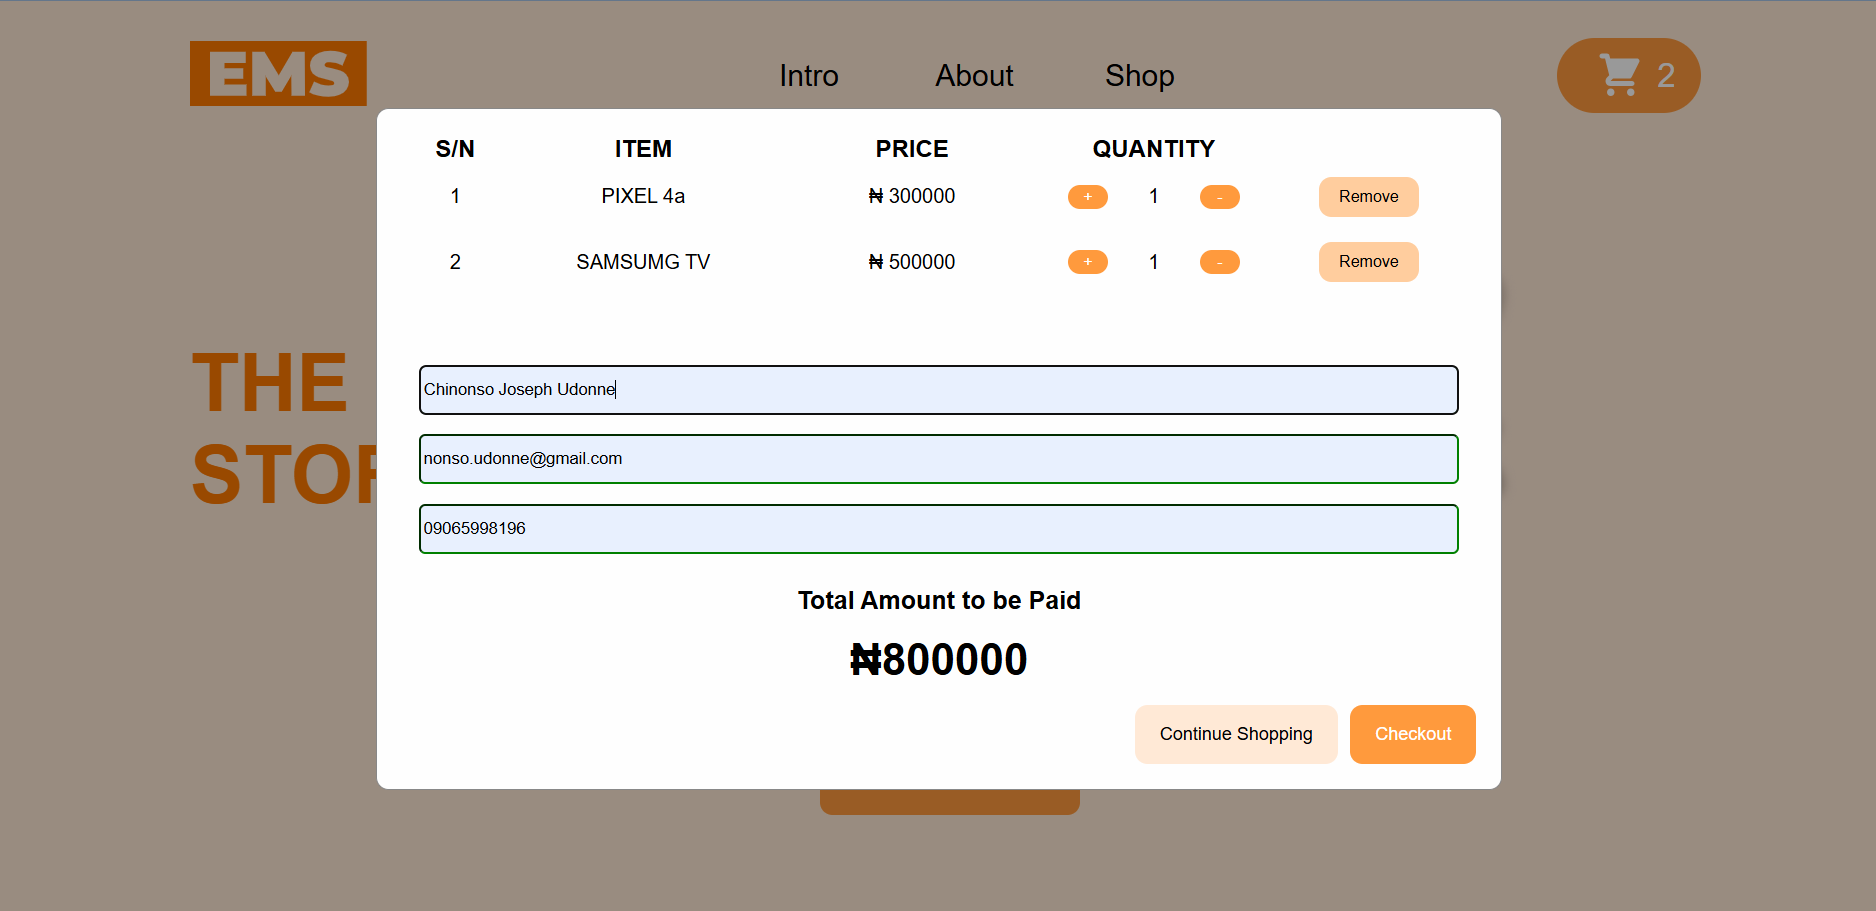 EMS
Intro About Shop
2
S/N ITEM PRICE QUANTITY
1 PIXEL 4a ₦ 300000 + 1 - Remove
2 SAMSUMG TV ₦ 500000 + 1 - Remove
THE
Chinonso Joseph Udonne
nonso.udonne@gmail.com
09065998196
Total Amount to be Paid
₦800000
Continue Shopping Checkout